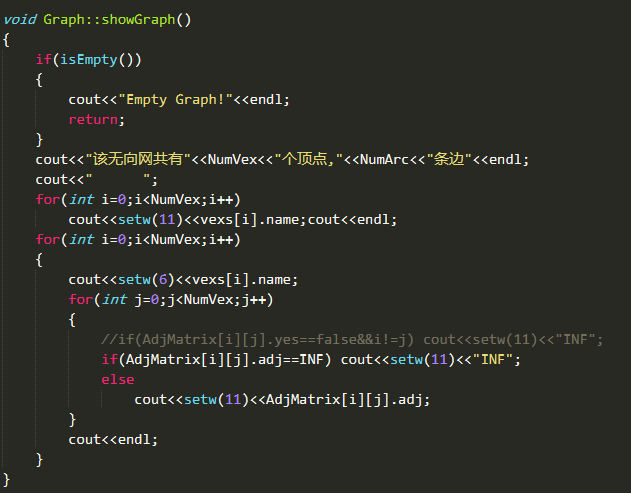 void Graph::showGraph()
{
    if(isEmpty())
    {
        cout<<"Empty Graph!"<<endl;
        return;
    }
    cout<<"该无向网共有"<<NumVex<<"个顶点,"<<NumArc<<"条边"<<endl;
    cout<<"      ";
    for(int i=0;i<NumVex;i++)
        cout<<setw(11)<<vexs[i].name;cout<<endl;
    for(int i=0;i<NumVex;i++)
    {
        cout<<setw(6)<<vexs[i].name;
        for(int j=0;j<NumVex;j++)
        {
            //if(AdjMatrix[i][j].yes==false&&i!=j) cout<<setw(11)<<"INF";
            if(AdjMatrix[i][j].adj==INF) cout<<setw(11)<<"INF";
            else
                cout<<setw(11)<<AdjMatrix[i][j].adj;
        }
        cout<<endl;
    }
}